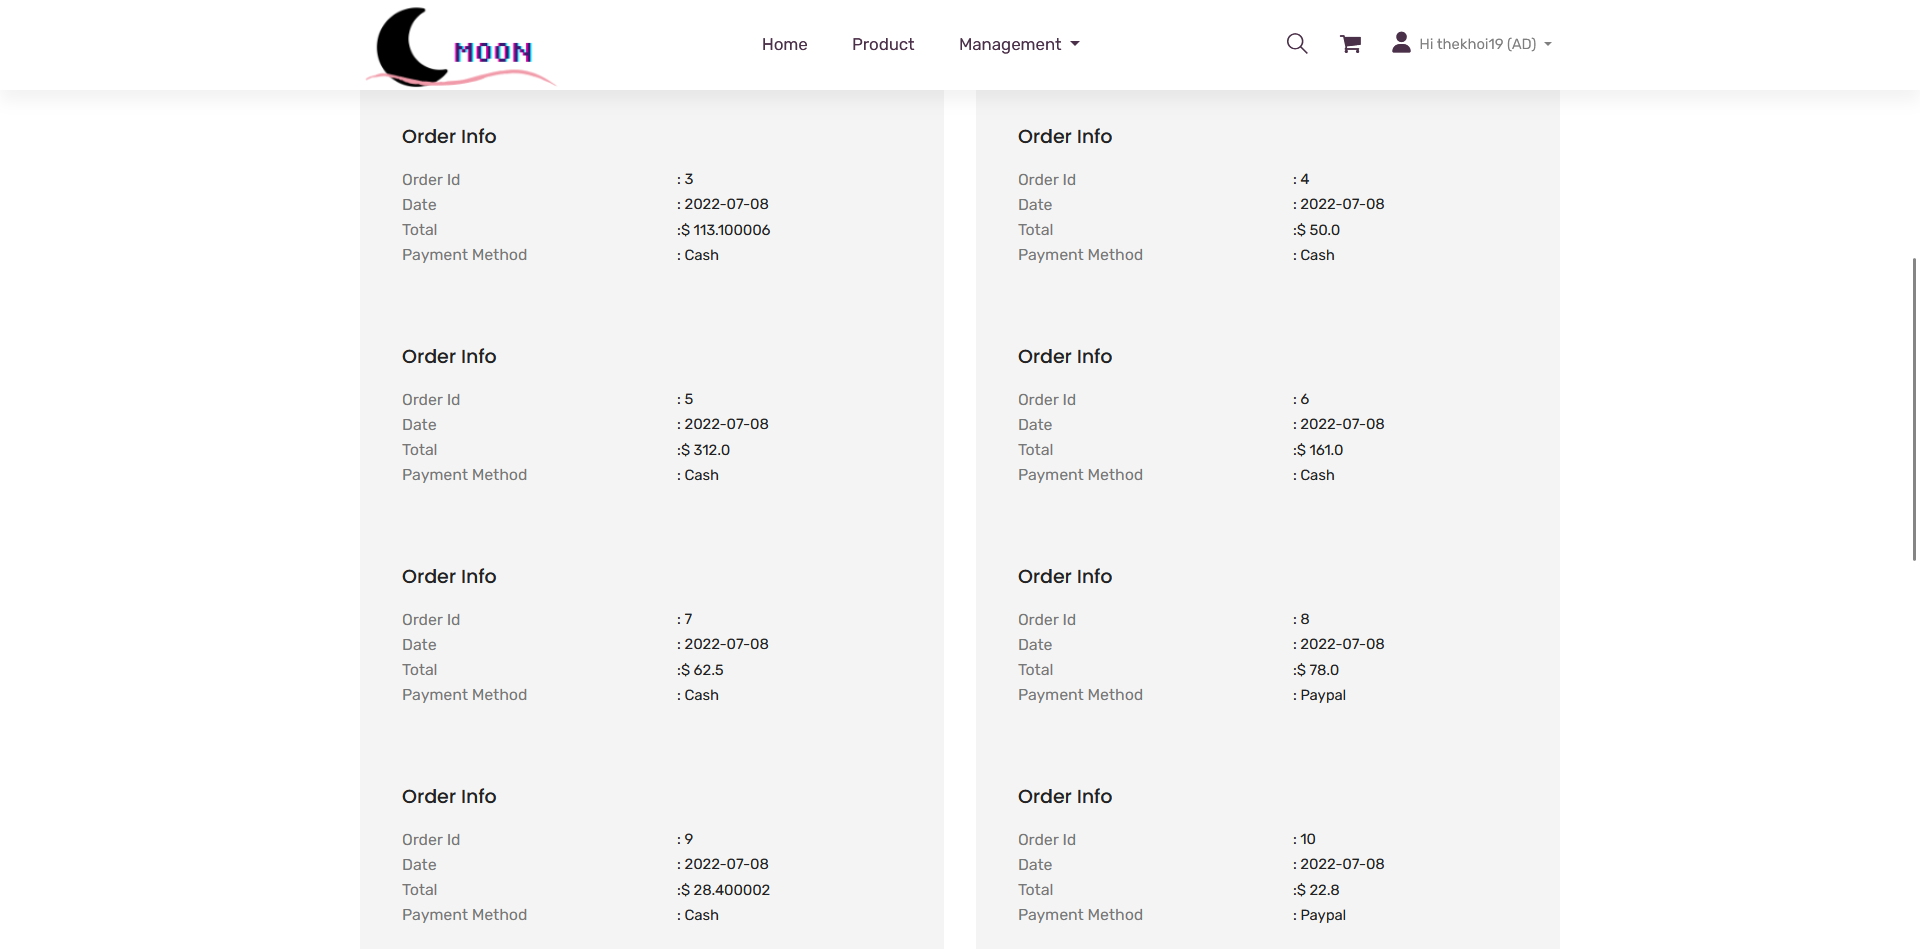 MOON
Home
Product
Management
Hi thekhoi19 (AD)
Order Info
Order Id : 3
Date : 2022-07-08
Total :$ 113.100006
Payment Method : Cash
Order Info
Order Id : 4
Date : 2022-07-08
Total :$ 50.0
Payment Method : Cash
Order Info
Order Id : 5
Date : 2022-07-08
Total :$ 312.0
Payment Method : Cash
Order Info
Order Id : 6
Date : 2022-07-08
Total :$ 161.0
Payment Method : Cash
Order Info
Order Id : 7
Date : 2022-07-08
Total :$ 62.5
Payment Method : Cash
Order Info
Order Id : 8
Date : 2022-07-08
Total :$ 78.0
Payment Method : Paypal
Order Info
Order Id : 9
Date : 2022-07-08
Total :$ 28.400002
Payment Method : Cash
Order Info
Order Id : 10
Date : 2022-07-08
Total :$ 22.8
Payment Method : Paypal